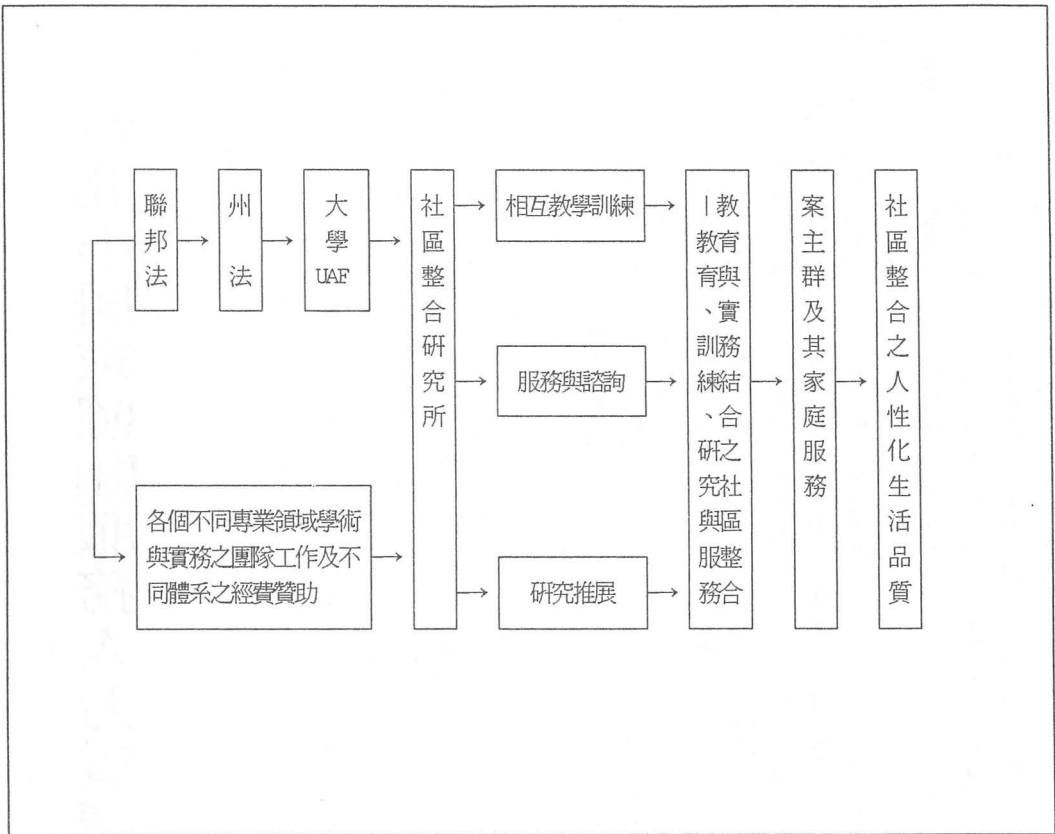 聯邦法
州法
大學
UAF
社區整合研究所
相互教學訓練
服務與諮詢
研究推展
教育與實務結合之社區整合
｜教育、訓練、研究與服務
案主群及其家庭服務
社區整合之人性化生活品質
各個不同專業領域學術
與實務之團隊工作及不
同體系之經費贊助